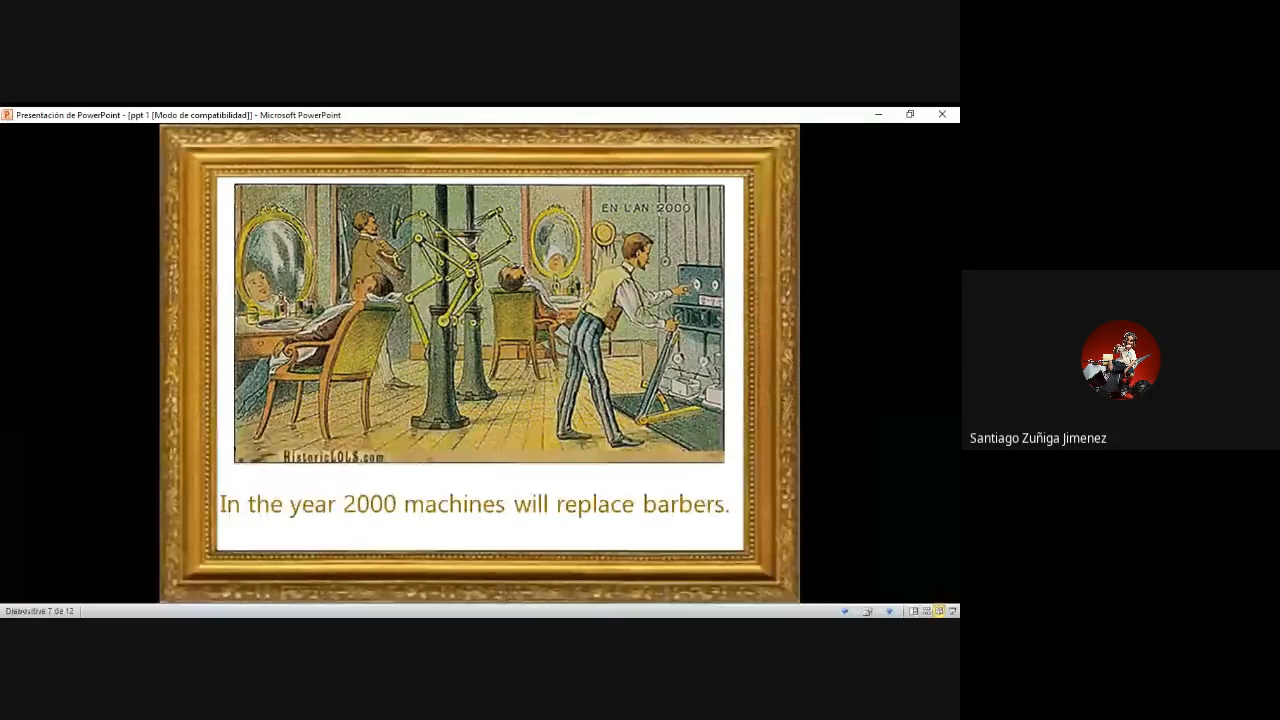 Presentación de PowerPoint - [ppt 1 [Modo de compatibilidad]] - Microsoft PowerPoint
EN L'AN 2000
HistoricLOLS.com
In the year 2000 machines will replace barbers.
Santiago Zuñiga Jimenez
Diapositiva 7 de 12